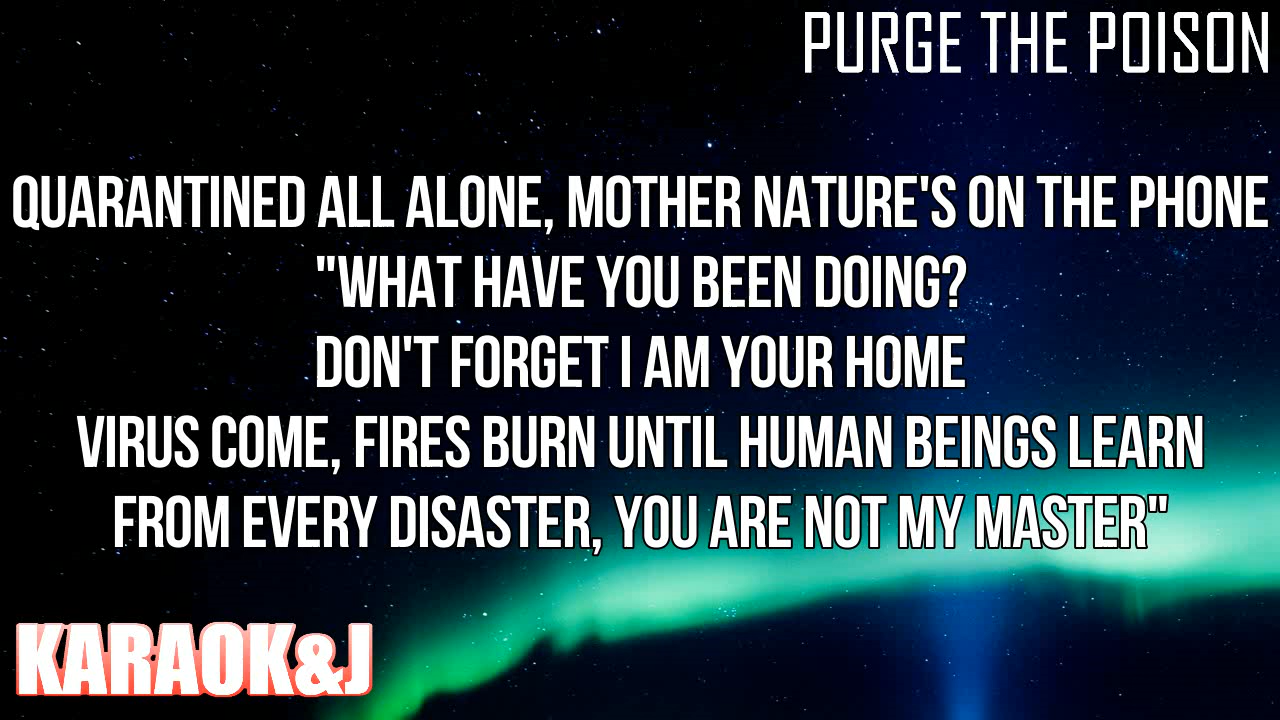 PURGE THE POISON
QUARANTINED ALL ALONE, MOTHER NATURE'S ON THE PHONE
"WHAT HAVE YOU BEEN DOING?
DON'T FORGET I AM YOUR HOME
VIRUS COME, FIRES BURN UNTIL HUMAN BEINGS LEARN
FROM EVERY DISASTER, YOU ARE NOT MY MASTER"
KARAOK&J